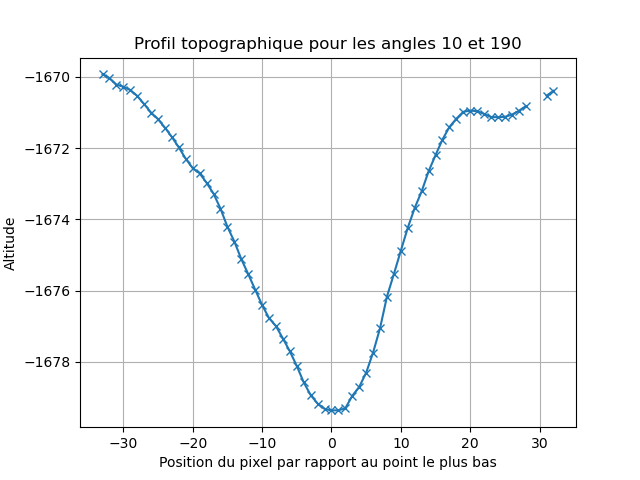 Profil topographique pour les angles 10 et 190
Altitude
−1670
−1672
−1674
−1676
−1678
−30 −20 −10 0 10 20 30
Position du pixel par rapport au point le plus bas